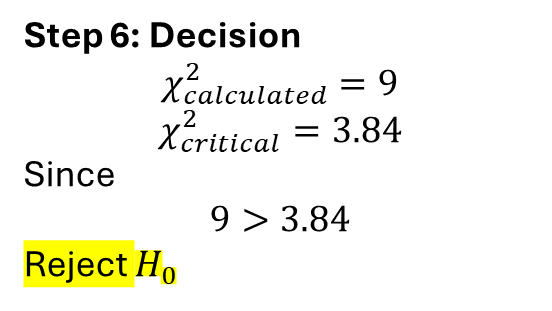 Step 6: Decision
χ²calculated = 9
χ²critical = 3.84
Since
9 > 3.84
Reject H₀